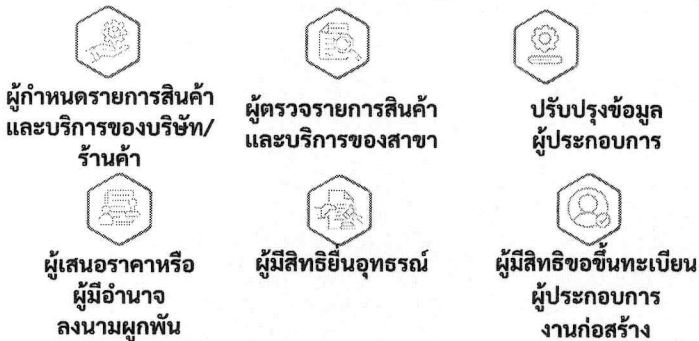 ผู้กำหนดรายการสินค้า
และบริการของบริษัท/
ร้านค้า
ผู้ตรวจรายการสินค้า
และบริการของสาขา
ปรับปรุงข้อมูล
ผู้ประกอบการ
ผู้เสนอราคาหรือ
ผู้มีอำนาจ
ลงนามผูกพัน
ผู้มีสิทธิยื่นอุทธรณ์
ผู้มีสิทธิขอขึ้นทะเบียน
ผู้ประกอบการ
งานก่อสร้าง